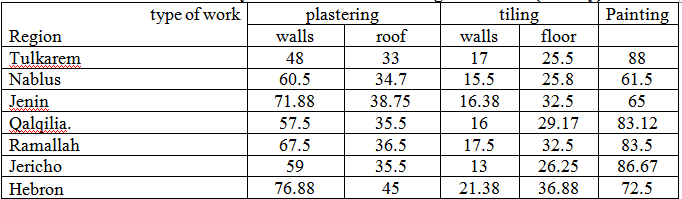 type of work plastering tiling Painting
Region walls roof walls floor
Tulkarem 48 33 17 25.5 88
Nablus 60.5 34.7 15.5 25.8 61.5
Jenin 71.88 38.75 16.38 32.5 65
Qalqilia. 57.5 35.5 16 29.17 83.12
Ramallah 67.5 36.5 17.5 32.5 83.5
Jericho 59 35.5 13 26.25 86.67
Hebron 76.88 45 21.38 36.88 72.5